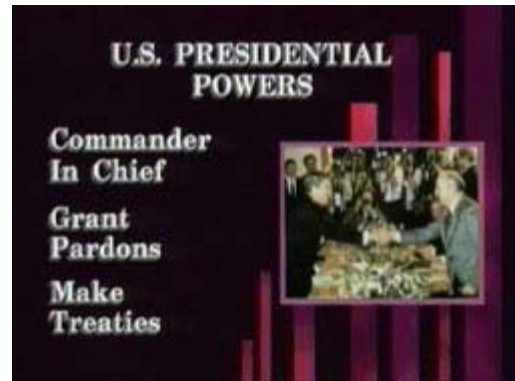 U.S. PRESIDENTIAL
POWERS
Commander
In Chief
Grant
Pardons
Make
Treaties